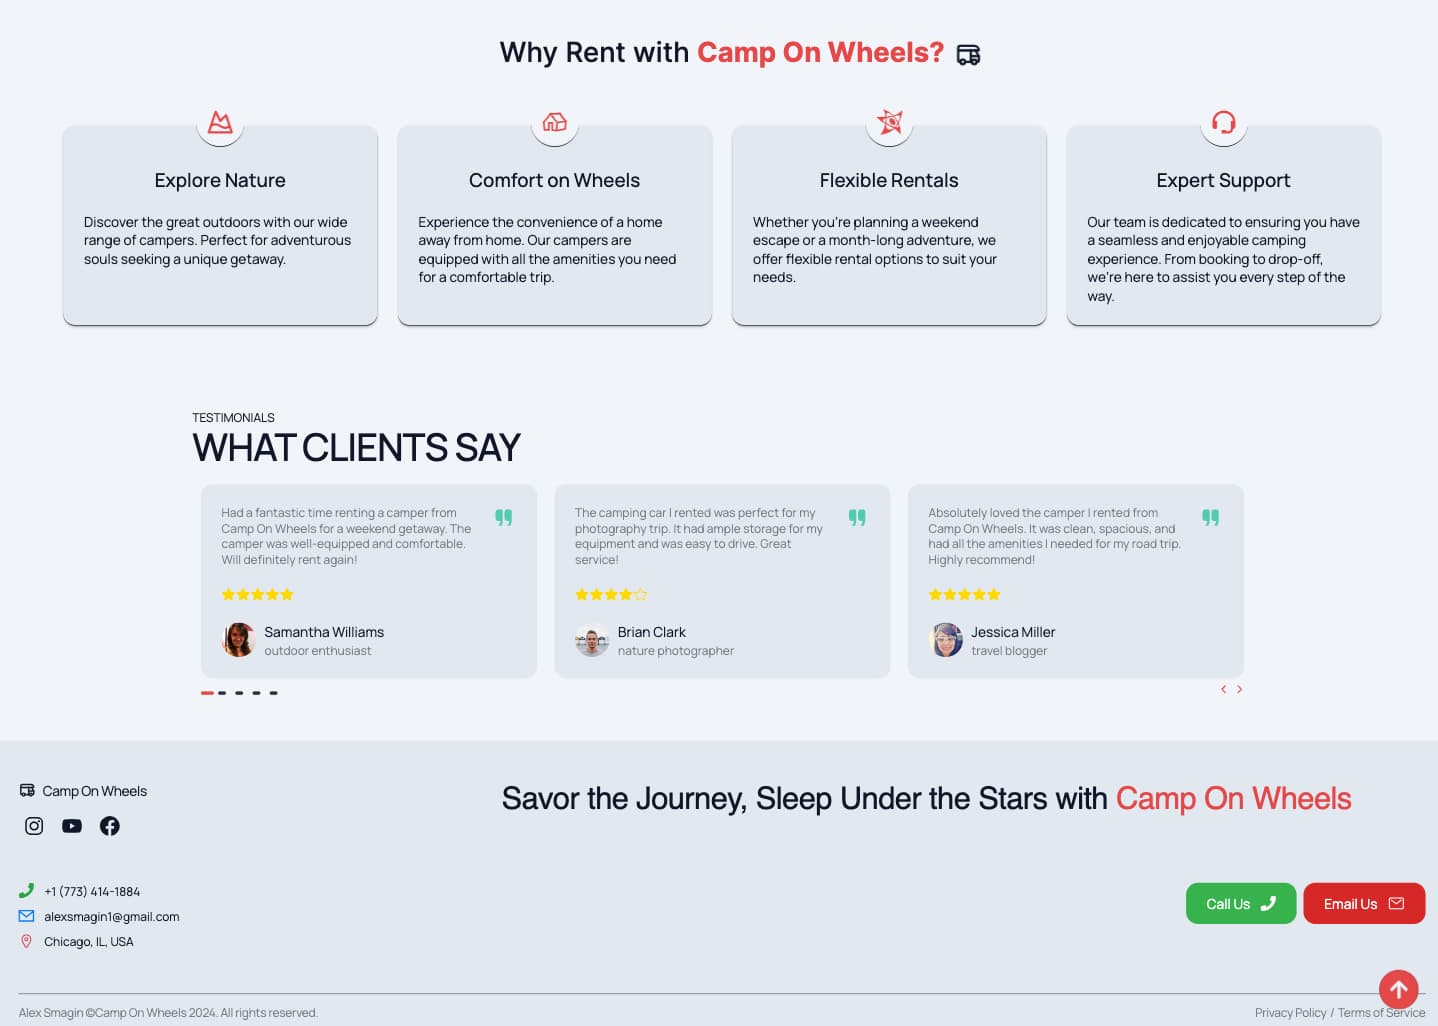 Why Rent with Camp On Wheels?
Explore Nature
Discover the great outdoors with our wide
range of campers. Perfect for adventurous
souls seeking a unique getaway.
Comfort on Wheels
Experience the convenience of a home
away from home. Our campers are
equipped with all the amenities you need
for a comfortable trip.
Flexible Rentals
Whether you're planning a weekend
escape or a month-long adventure, we
offer flexible rental options to suit your
needs.
Expert Support
Our team is dedicated to ensuring you have
a seamless and enjoyable camping
experience. From booking to drop-off,
we're here to assist you every step of the
way.
TESTIMONIALS
WHAT CLIENTS SAY
Had a fantastic time renting a camper from
Camp On Wheels for a weekend getaway. The
camper was well-equipped and comfortable.
Will definitely rent again!
Samantha Williams
outdoor enthusiast
The camping car I rented was perfect for my
photography trip. It had ample storage for my
equipment and was easy to drive. Great
service!
Brian Clark
nature photographer
Absolutely loved the camper I rented from
Camp On Wheels. It was clean, spacious, and
had all the amenities I needed for my road trip.
Highly recommend!
Jessica Miller
travel blogger
Camp On Wheels
Savor the Journey, Sleep Under the Stars with Camp On Wheels
+1 (773) 414-1884
alexsmagin1@gmail.com
Chicago, IL, USA
Call Us
Email Us
Alex Smagin ©Camp On Wheels 2024. All rights reserved.
Privacy Policy / Terms of Service